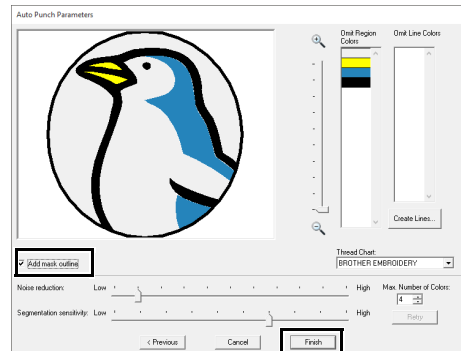 Auto Punch Parameters
Omit Region Colors
Omit Line Colors
Create Lines...
Add mask outline
Thread Chart:
BROTHER EMBROIDERY
Noise reduction: Low High
Max. Number of Colors:
4
Segmentation sensitivity: Low High
Retry
< Previous Cancel Finish